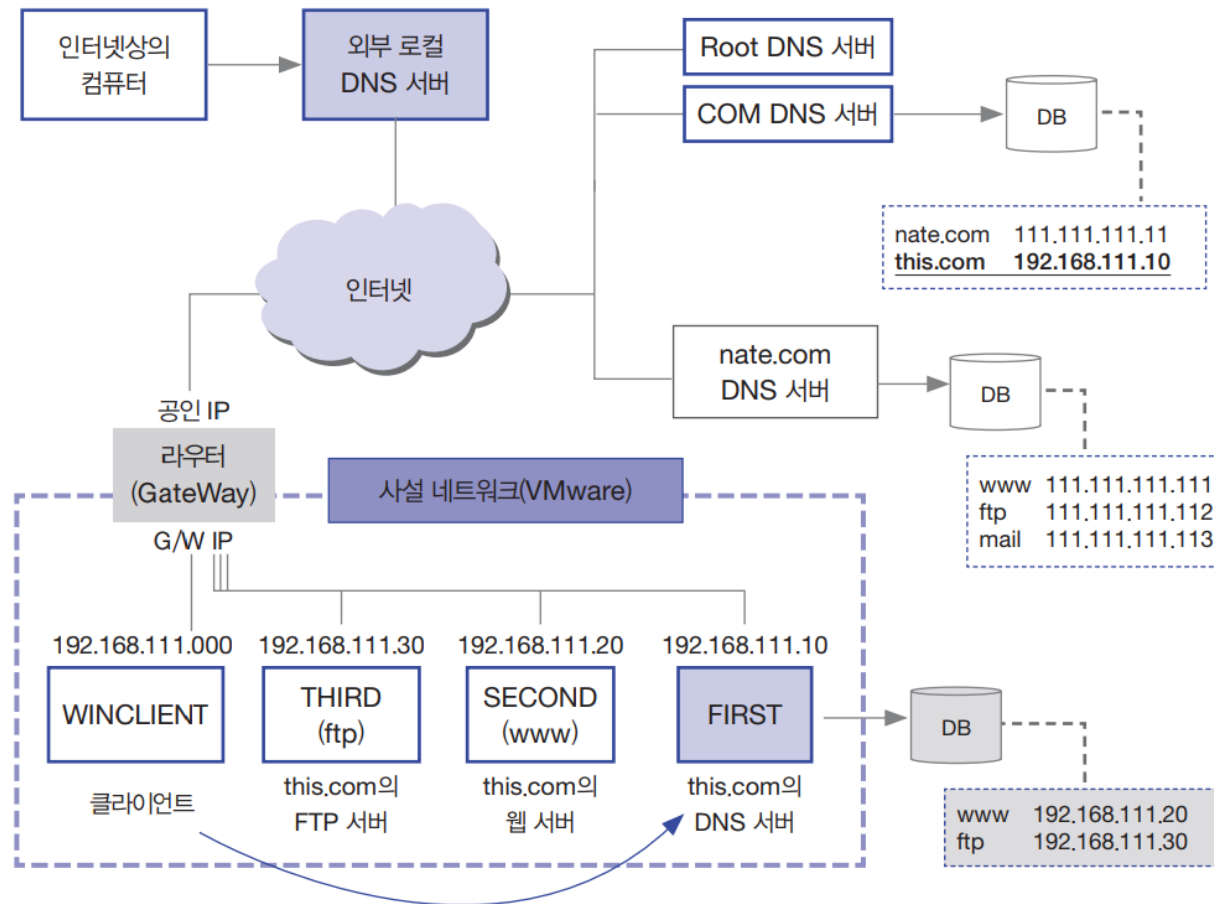 인터넷상의
컴퓨터
외부 로컬
DNS 서버
Root DNS 서버
COM DNS 서버
DB
nate.com 111.111.111.11
this.com 192.168.111.10
인터넷
nate.com
DNS 서버
DB
www 111.111.111.111
ftp 111.111.111.112
mail 111.111.111.113
공인 IP
라우터
(GateWay)
사설 네트워크(VMware)
G/W IP
192.168.111.000
WINCLIENT
클라이언트
192.168.111.30
THIRD
(ftp)
this.com의
FTP 서버
192.168.111.20
SECOND
(www)
this.com의
웹 서버
192.168.111.10
FIRST
this.com의
DNS 서버
DB
www 192.168.111.20
ftp 192.168.111.30